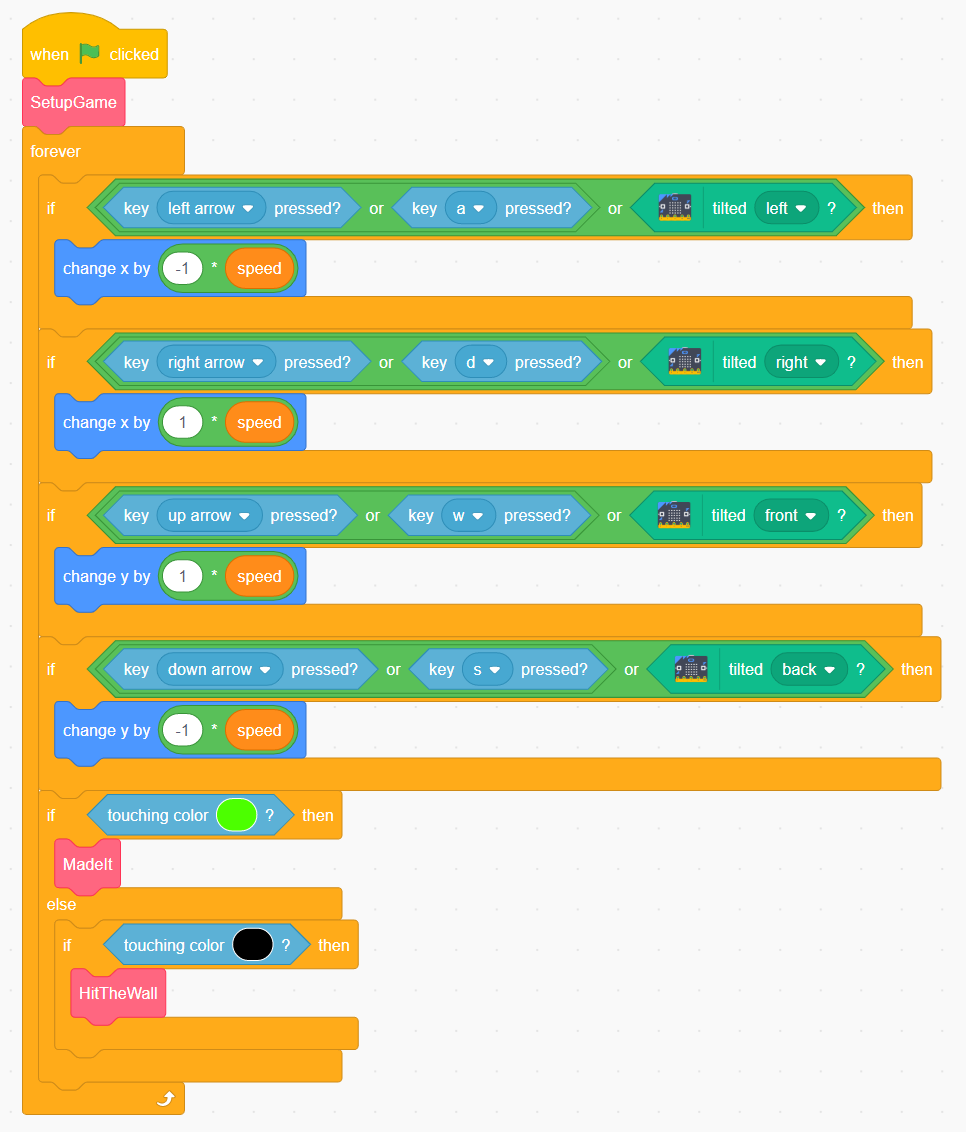 when clicked
SetupGame
forever
if key left arrow pressed? or key a pressed? or tilted left ? then
change x by -1 * speed
if key right arrow pressed? or key d pressed? or tilted right ? then
change x by 1 * speed
if key up arrow pressed? or key w pressed? or tilted front ? then
change y by 1 * speed
if key down arrow pressed? or key s pressed? or tilted back ? then
change y by -1 * speed
if touching color ? then
MadeIt
else
if touching color ? then
HitTheWall